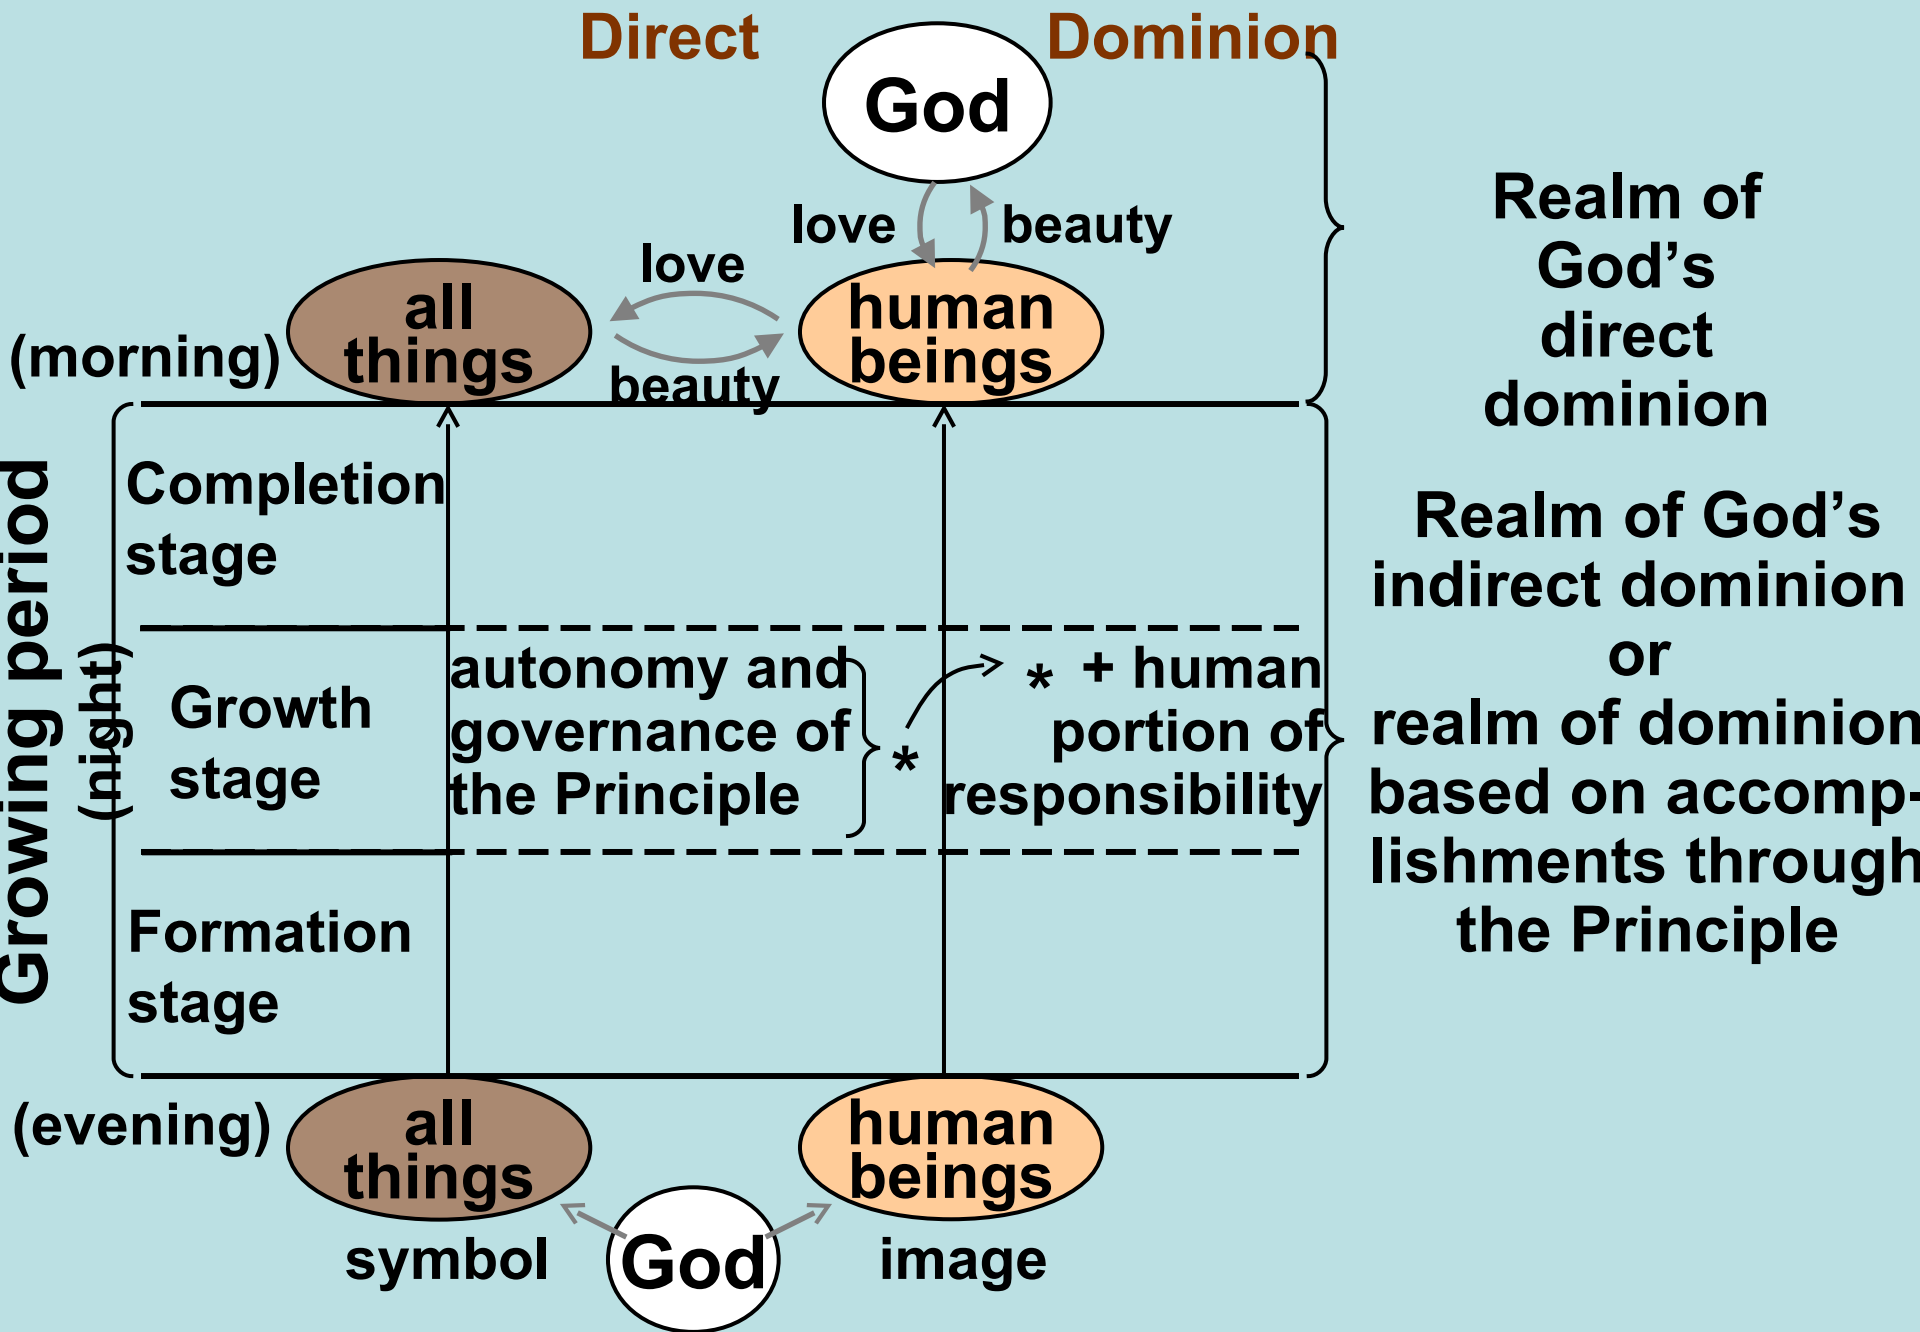 Direct Dominion
God
love beauty
love
all
things
human
beings
beauty
(morning)
Realm of
God’s
direct
dominion
Growing period
(night)
Completion
stage
Growth
stage
Formation
stage
autonomy and
governance of
the Principle
*
* + human
portion of
responsibility
Realm of God’s
indirect dominion
or
realm of dominion
based on accomp-
lishments through
the Principle
(evening)
all
things
human
beings
symbol
God
image